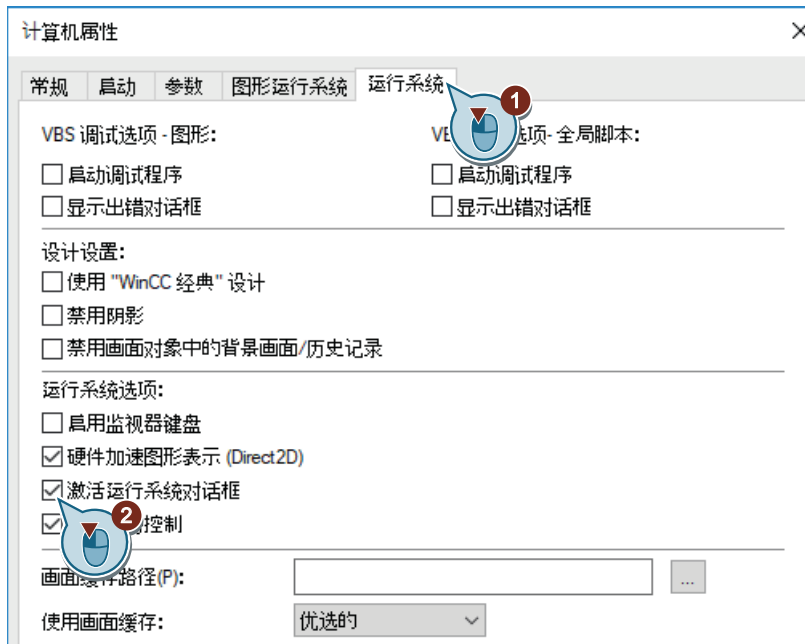 计算机属性
常规 启动 参数 图形运行系统 运行系统
1
VBS 调试选项 - 图形: 选项- 全局脚本:
启动调试程序 启动调试程序
显示出错对话框 显示出错对话框
设计设置:
使用 "WinCC 经典" 设计
禁用阴影
禁用画面对象中的背景画面/历史记录
运行系统选项:
启用监视器键盘
硬件加速图形表示 (Direct2D)
激活运行系统对话框
2
控制
画面缓存路径(P): ...
使用画面缓存: 优选的